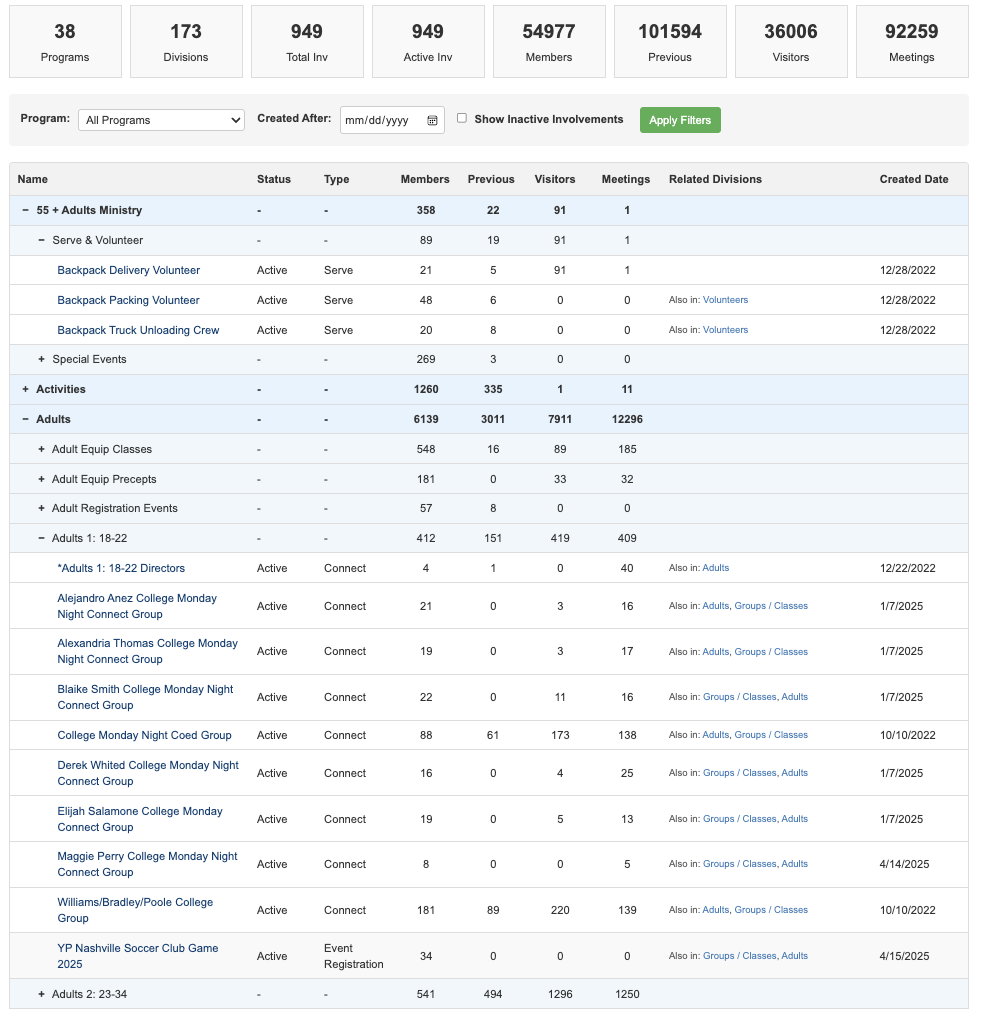 38 173 949 949 54977 101594 36006 92259
Programs Divisions Total Inv Active Inv Members Previous Visitors Meetings
Program: All Programs Created After: mm/dd/yyyy Show Inactive Involvements Apply Filters
Name Status Type Members Previous Visitors Meetings Related Divisions Created Date
− 55 + Adults Ministry - - 358 22 91 1
− Serve & Volunteer - - 89 19 91 1
Backpack Delivery Volunteer Active Serve 21 5 91 1 12/28/2022
Backpack Packing Volunteer Active Serve 48 6 0 0 Also in: Volunteers 12/28/2022
Backpack Truck Unloading Crew Active Serve 20 8 0 0 Also in: Volunteers 12/28/2022
+ Special Events - - 269 3 0 0
+ Activities - - 1260 335 1 11
− Adults - - 6139 3011 7911 12296
+ Adult Equip Classes - - 548 16 89 185
+ Adult Equip Precepts - - 181 0 33 32
+ Adult Registration Events - - 57 8 0 0
− Adults 1: 18-22 - - 412 151 419 409
*Adults 1: 18-22 Directors Active Connect 4 1 0 40 Also in: Adults 12/22/2022
Alejandro Anez College Monday
Night Connect Group Active Connect 21 0 3 16 Also in: Adults, Groups / Classes 1/7/2025
Alexandria Thomas College Monday
Night Connect Group Active Connect 19 0 3 17 Also in: Adults, Groups / Classes 1/7/2025
Blaike Smith College Monday Night
Connect Group Active Connect 22 0 11 16 Also in: Groups / Classes, Adults 1/7/2025
College Monday Night Coed Group Active Connect 88 61 173 138 Also in: Adults, Groups / Classes 10/10/2022
Derek Whited College Monday Night
Connect Group Active Connect 16 0 4 25 Also in: Groups / Classes, Adults 1/7/2025
Elijah Salamone College Monday
Connect Group Active Connect 19 0 5 13 Also in: Groups / Classes, Adults 1/7/2025
Maggie Perry College Monday Night
Connect Group Active Connect 8 0 0 5 Also in: Groups / Classes, Adults 4/14/2025
Williams/Bradley/Poole College
Group Active Connect 181 89 220 139 Also in: Adults, Groups / Classes 10/10/2022
YP Nashville Soccer Club Game
2025 Active Event Registration 34 0 0 0 Also in: Groups / Classes, Adults 4/15/2025
+ Adults 2: 23-34 - - 541 494 1296 1250